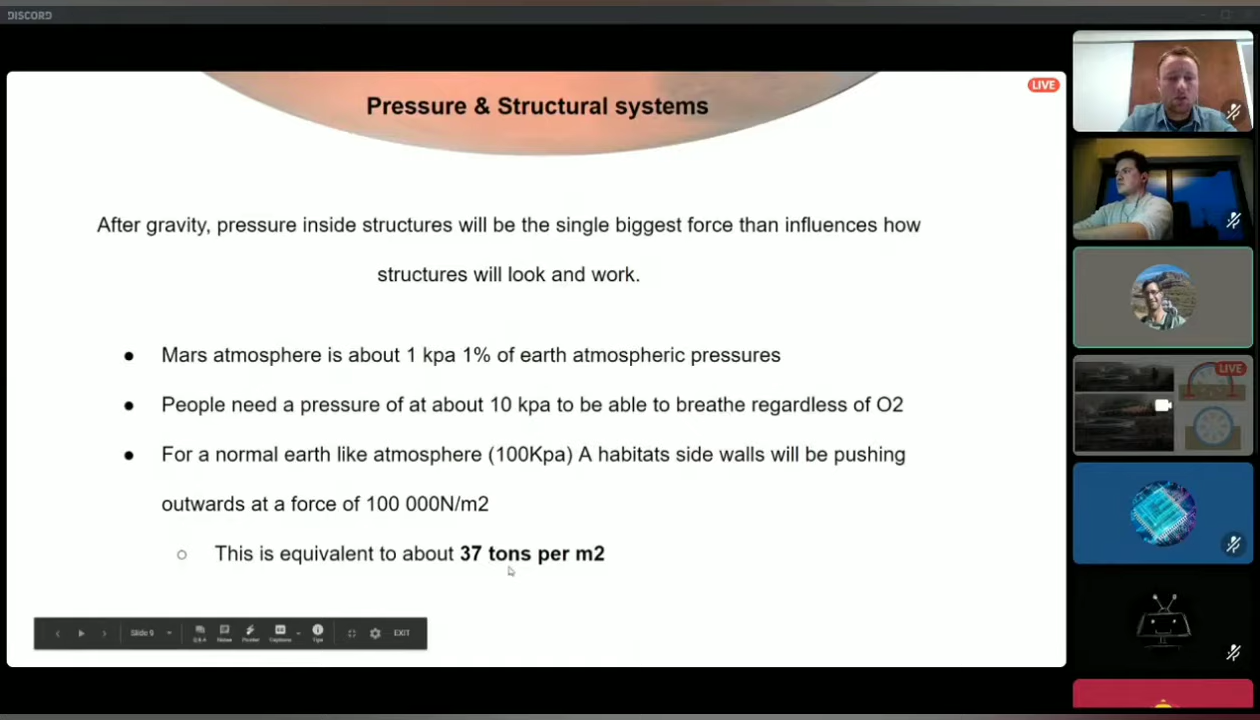 DISCORD
Pressure & Structural systems
LIVE
After gravity, pressure inside structures will be the single biggest force than influences how
structures will look and work.
● Mars atmosphere is about 1 kpa 1% of earth atmospheric pressures
● People need a pressure of at about 10 kpa to be able to breathe regardless of O2
● For a normal earth like atmosphere (100Kpa) A habitats side walls will be pushing
outwards at a force of 100 000N/m2
○ This is equivalent to about 37 tons per m2
Slide 9 Q&A Notes Pointer Captions Tips EXIT
LIVE